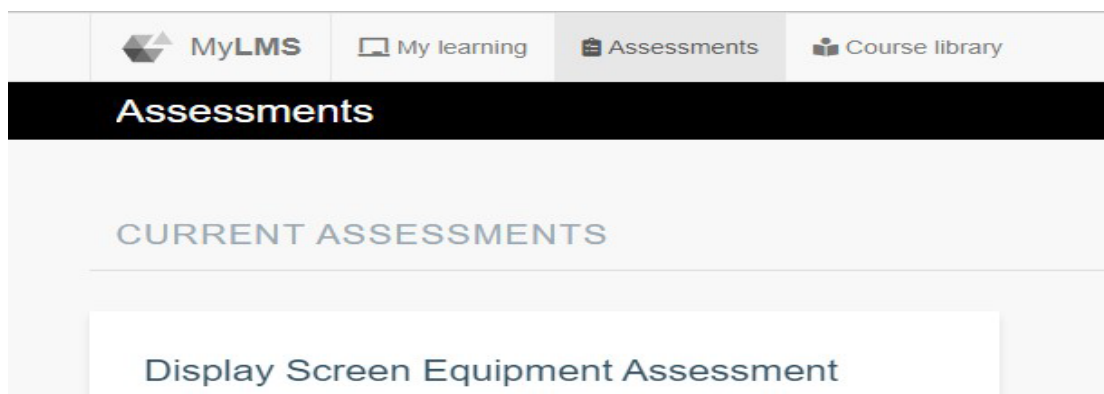 MyLMS My learning Assessments Course library
Assessments
CURRENT ASSESSMENTS
Display Screen Equipment Assessment